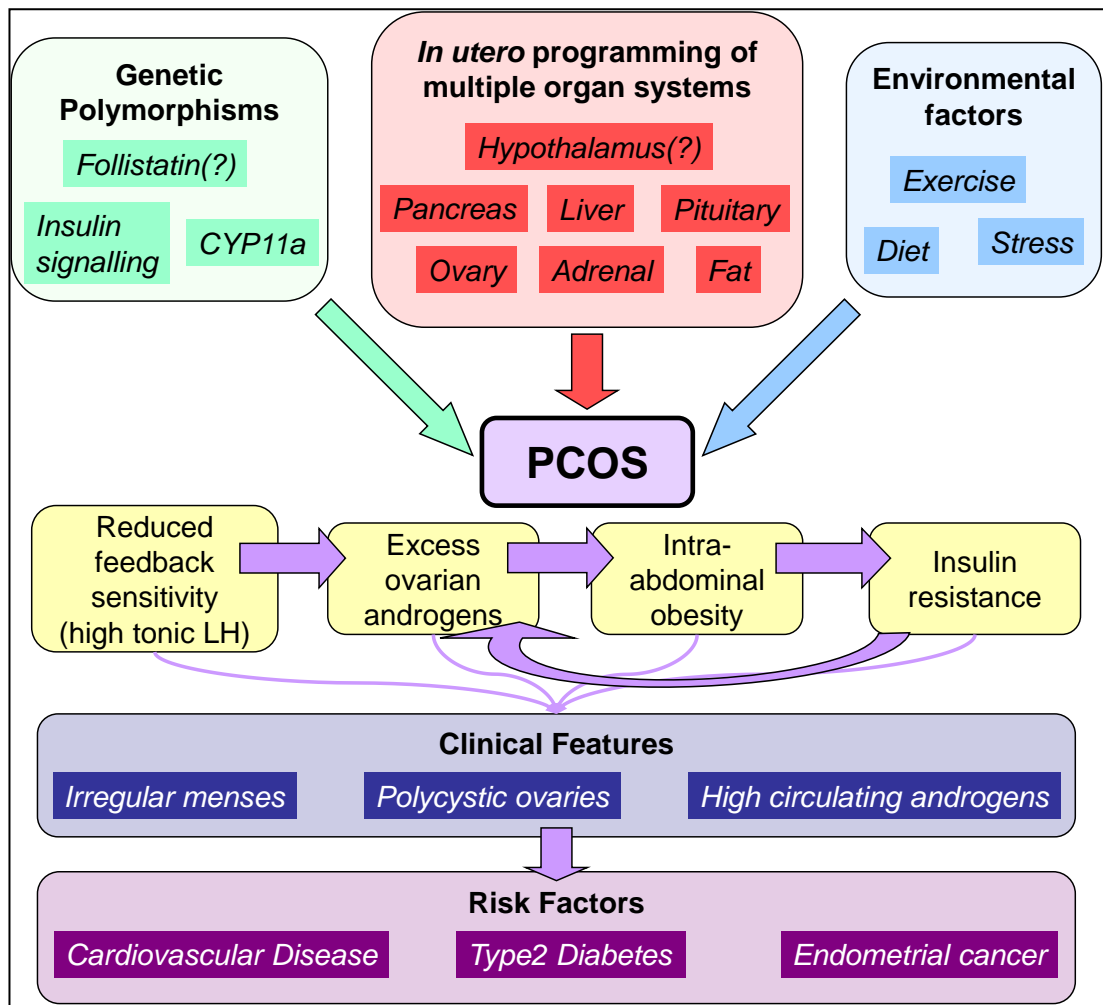 Genetic
Polymorphisms
Follistatin(?)
Insulin
signalling
CYP11a
In utero programming of
multiple organ systems
Hypothalamus(?)
Pancreas
Liver
Pituitary
Ovary
Adrenal
Fat
Environmental
factors
Exercise
Diet
Stress
PCOS
Reduced
feedback
sensitivity
(high tonic LH)
Excess
ovarian
androgens
Intra-
abdominal
obesity
Insulin
resistance
Clinical Features
Irregular menses
Polycystic ovaries
High circulating androgens
Risk Factors
Cardiovascular Disease
Type2 Diabetes
Endometrial cancer